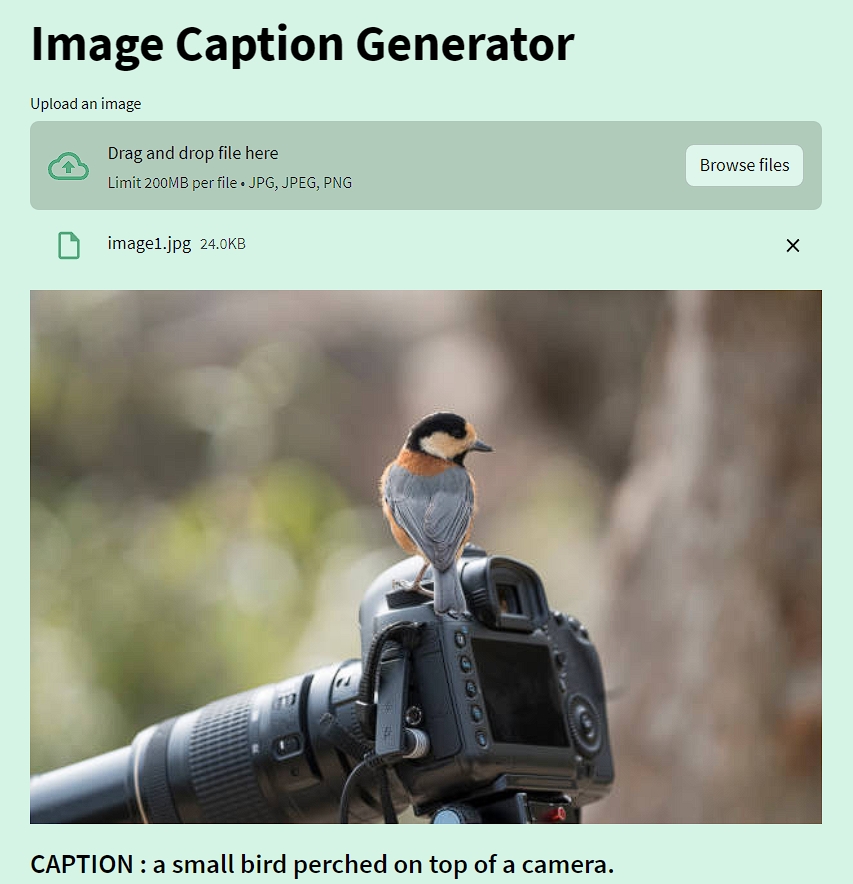 Image Caption Generator
Upload an image
Drag and drop file here
Limit 200MB per file • JPG, JPEG, PNG
Browse files
image1.jpg 24.0KB
CAPTION : a small bird perched on top of a camera.